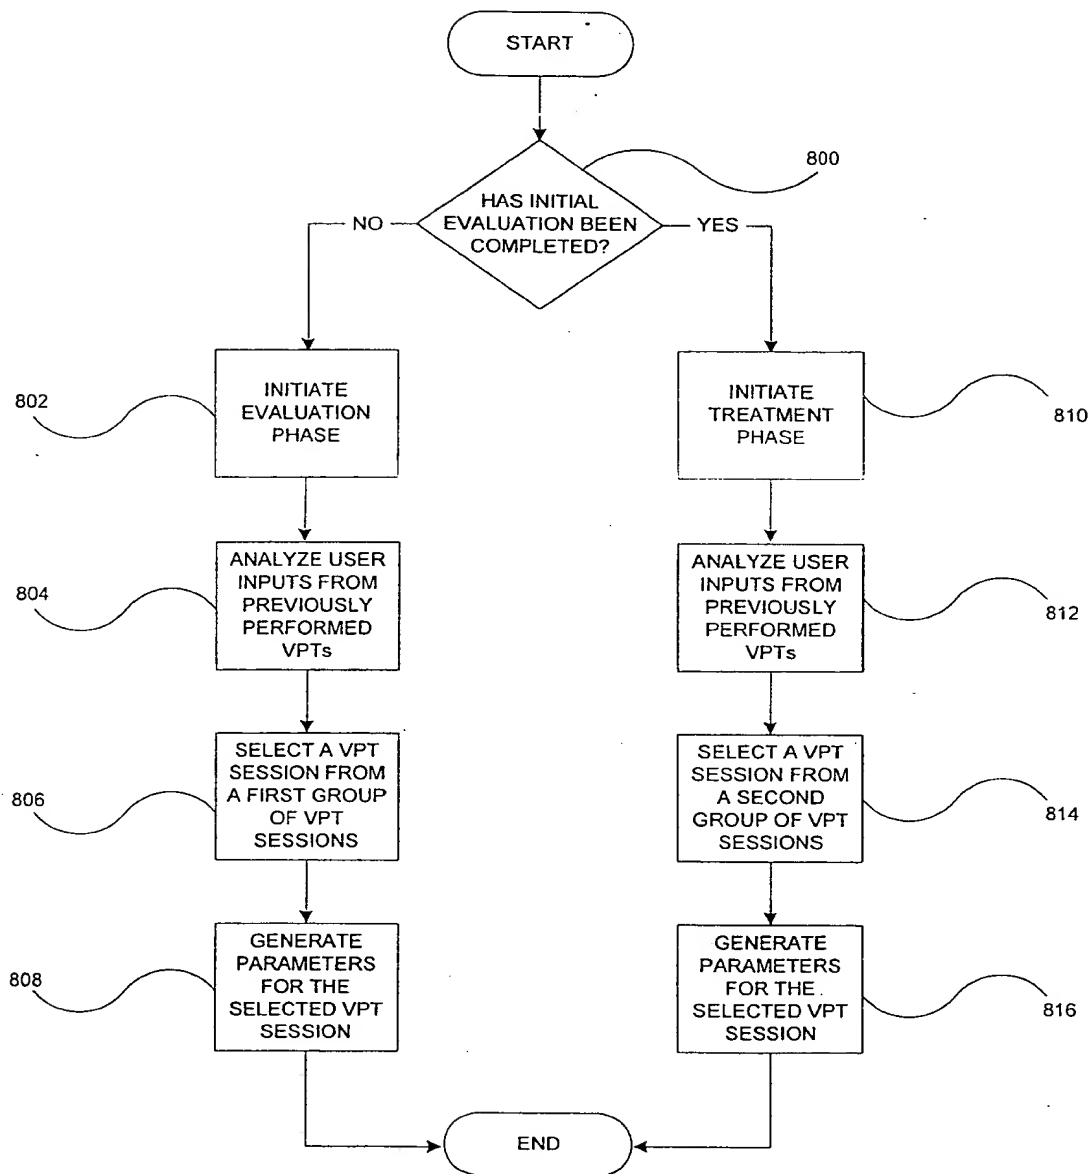 START
800
HAS INITIAL
EVALUATION BEEN
COMPLETED?
NO
YES
802
INITIATE
EVALUATION
PHASE
INITIATE
TREATMENT
PHASE
810
804
ANALYZE USER
INPUTS FROM
PREVIOUSLY
PERFORMED
VPTs
ANALYZE USER
INPUTS FROM
PREVIOUSLY
PERFORMED
VPTs
812
806
SELECT A VPT
SESSION FROM
A FIRST GROUP
OF VPT
SESSIONS
SELECT A VPT
SESSION FROM
A SECOND
GROUP OF VPT
SESSIONS
814
808
GENERATE
PARAMETERS
FOR THE
SELECTED VPT
SESSION
GENERATE
PARAMETERS
FOR THE
SELECTED VPT
SESSION
816
END